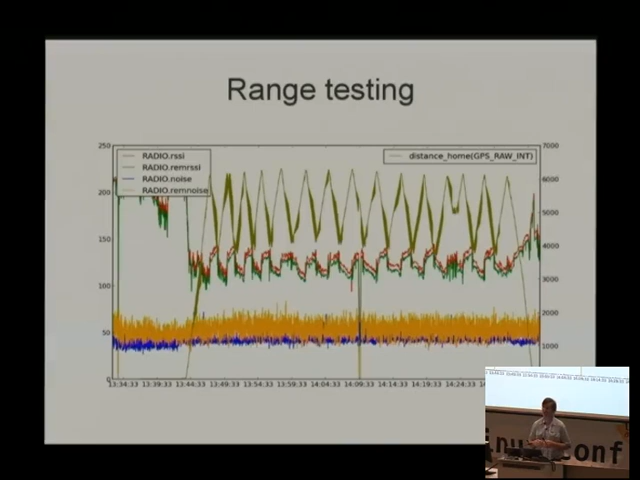 Range testing
250
200
150
100
50
0
RADIO.rssi
RADIO.remrssi
RADIO.noise
RADIO.remnoise
distance_home(GPS_RAW_INT)
7000
6000
5000
4000
3000
2000
1000
13:34:33 13:39:33 13:44:33 13:49:33 13:54:33 13:59:33 14:04:33 14:09:33 14:14:33 14:19:33 14:24:33
inux conf